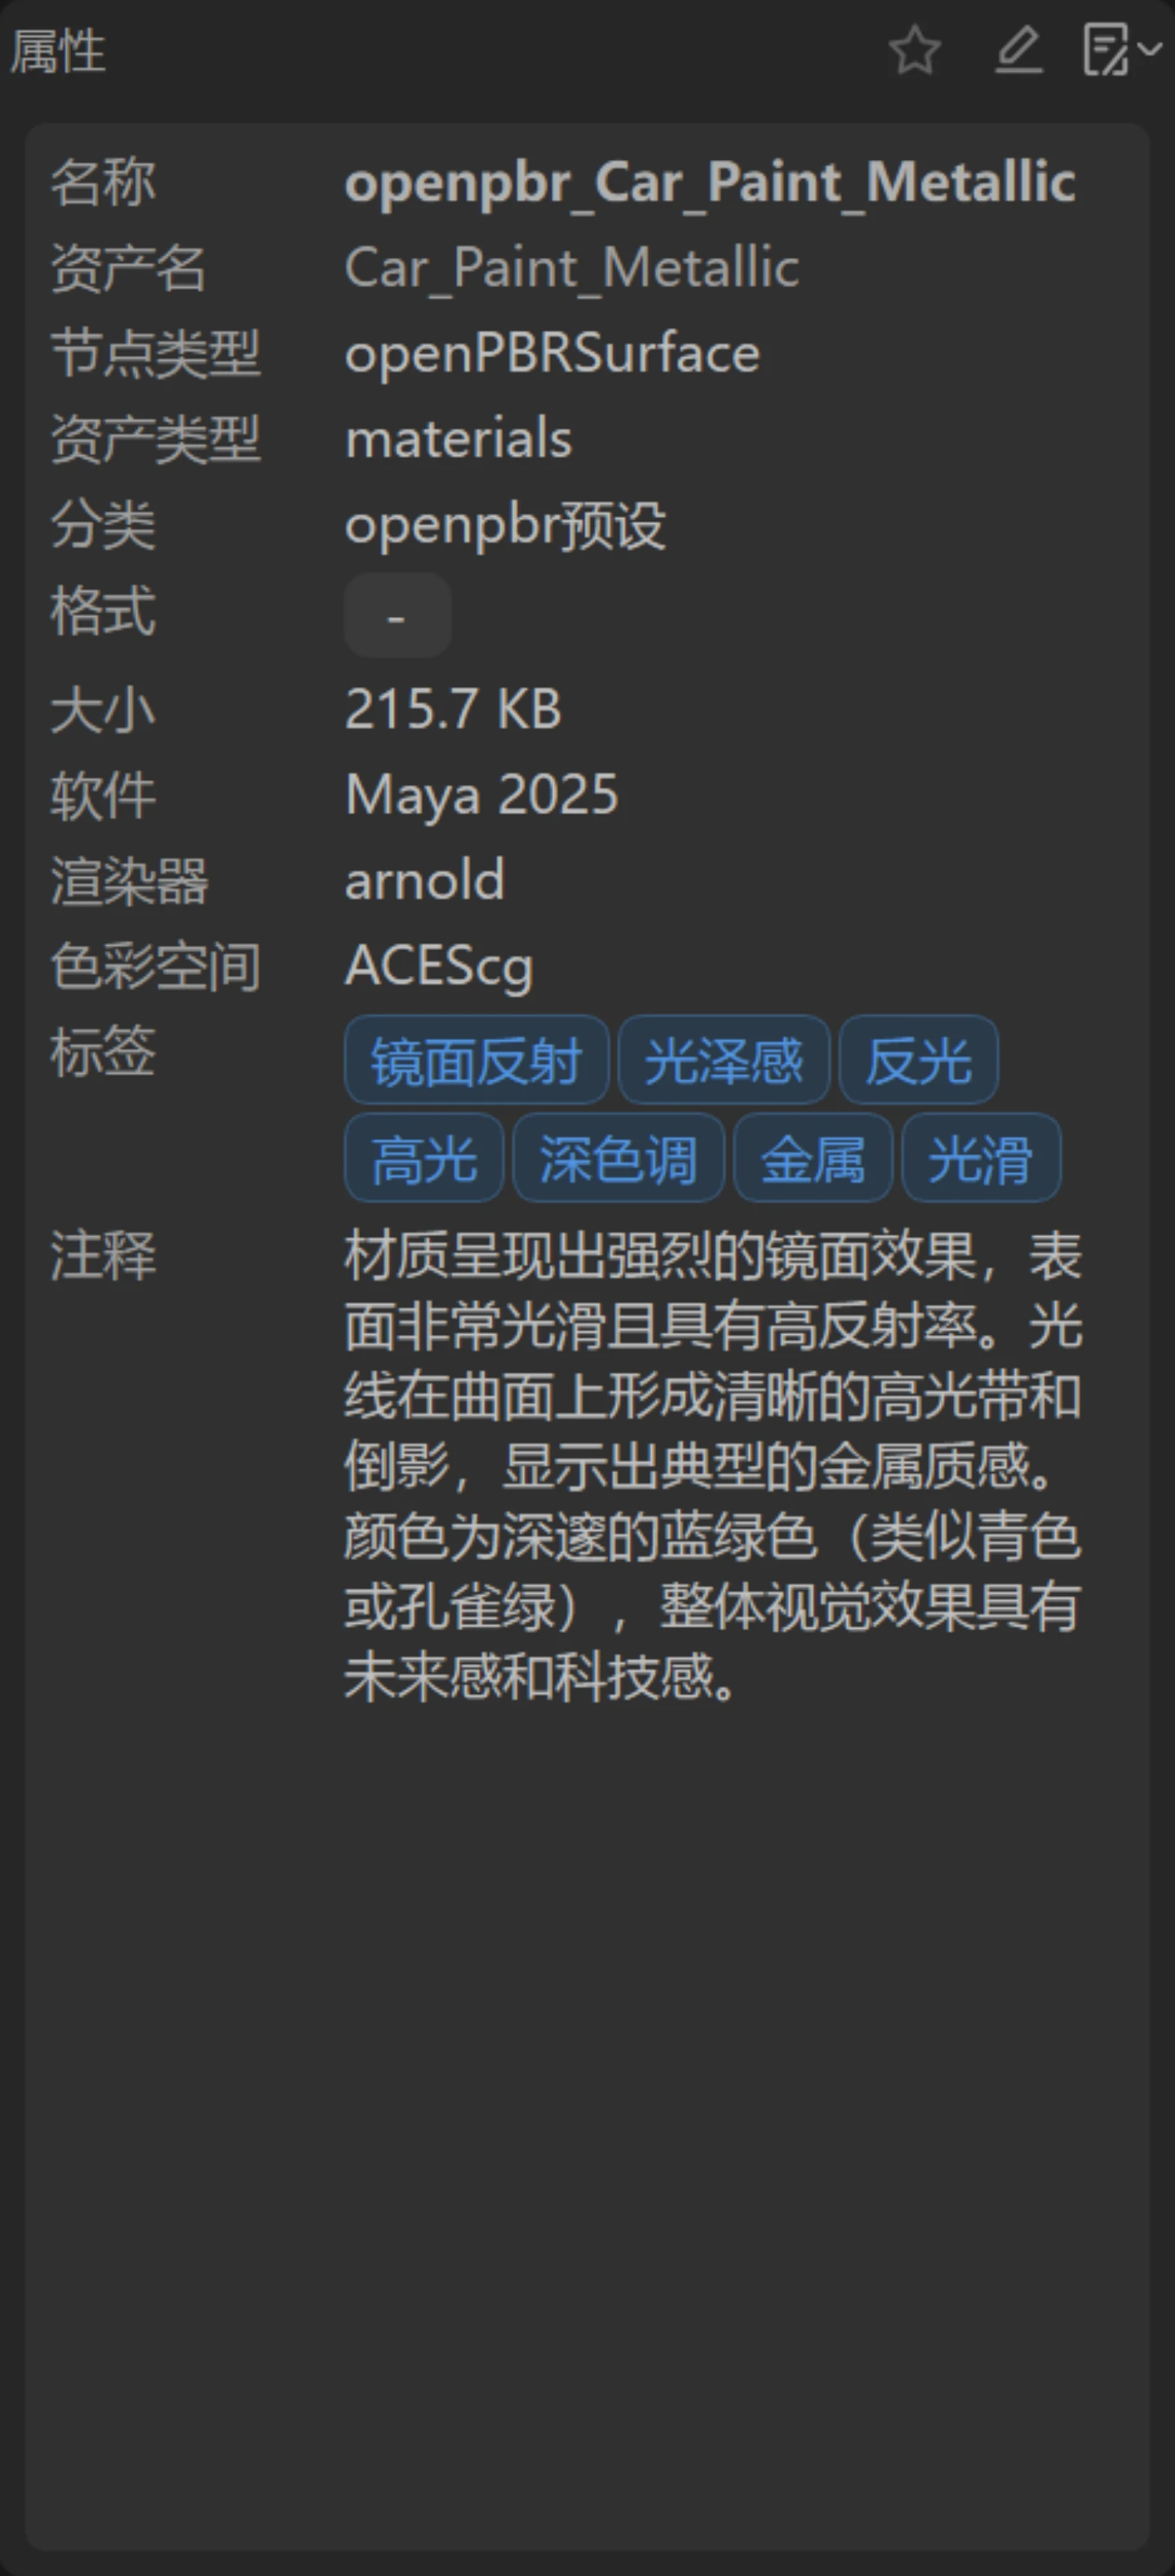 属性
名称 openpbr_Car_Paint_Metallic
资产名 Car_Paint_Metallic
节点类型 openPBRSurface
资产类型 materials
分类 openpbr预设
格式 -
大小 215.7 KB
软件 Maya 2025
渲染器 arnold
色彩空间 ACEScg
标签 镜面反射 光泽感 反光
高光 深色调 金属 光滑
注释 材质呈现出强烈的镜面效果，表
面非常光滑且具有高反射率。光
线在曲面上形成清晰的高光带和
倒影，显示出典型的金属质感。
颜色为深邃的蓝绿色（类似青色
或孔雀绿），整体视觉效果具有
未来感和科技感。